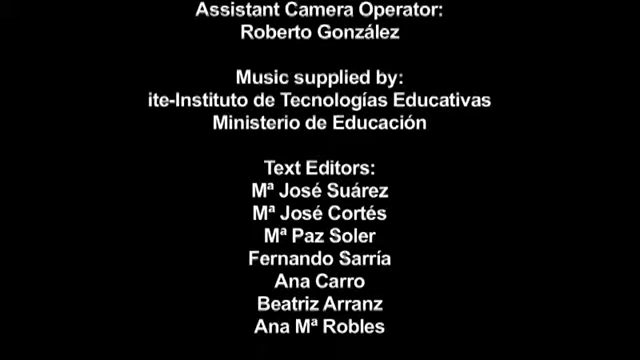 Assistant Camera Operator:
Roberto González
Music supplied by:
ite-Instituto de Tecnologías Educativas
Ministerio de Educación
Text Editors:
Mª José Suárez
Mª José Cortés
Mª Paz Soler
Fernando Sarría
Ana Carro
Beatriz Arranz
Ana Mª Robles